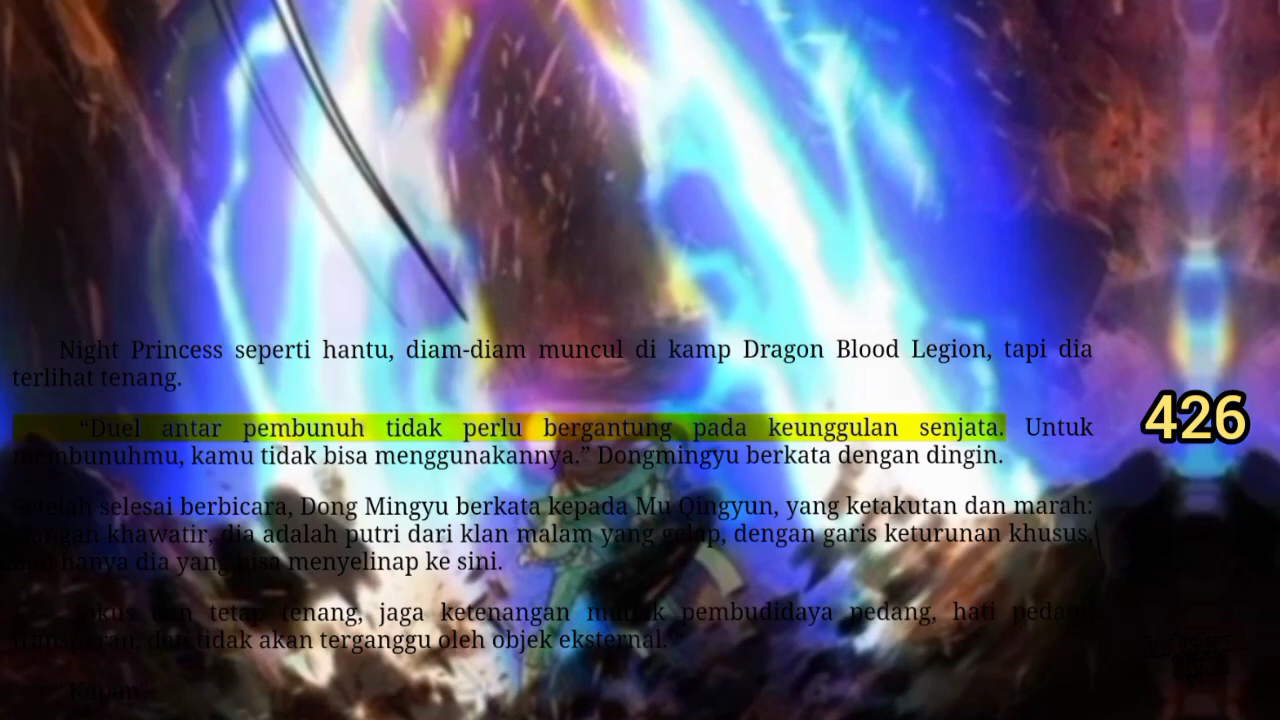 Night Princess seperti hantu, diam-diam muncul di kamp Dragon Blood Legion, tapi dia
terlihat tenang.
“Duel antar pembunuh tidak perlu bergantung pada keunggulan senjata. Untuk
membunuhmu, kamu tidak bisa menggunakannya.” Dongmingyu berkata dengan dingin.
Setelah selesai berbicara, Dong Mingyu berkata kepada Mu Qingyun, yang ketakutan dan marah:
Jangan khawatir, dia adalah putri dari klan malam yang gelap, dengan garis keturunan khusus,
hanya dia yang bisa menyelinap ke sini.
tetap tenang, jaga ketenangan mutlak pembudidaya pedang, hati pedang
transparan, dan tidak akan terganggu oleh objek eksternal.
"Kapan"
426